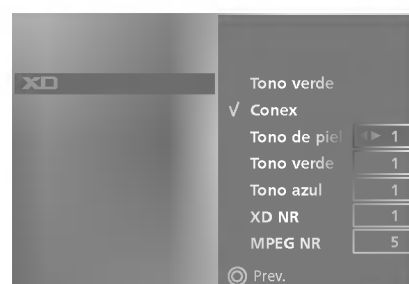 XD
Tono verde
√ Conex
Tono de piel ◄► 1
Tono verde 1
Tono azul 1
XD NR 1
MPEG NR 5
Prev.